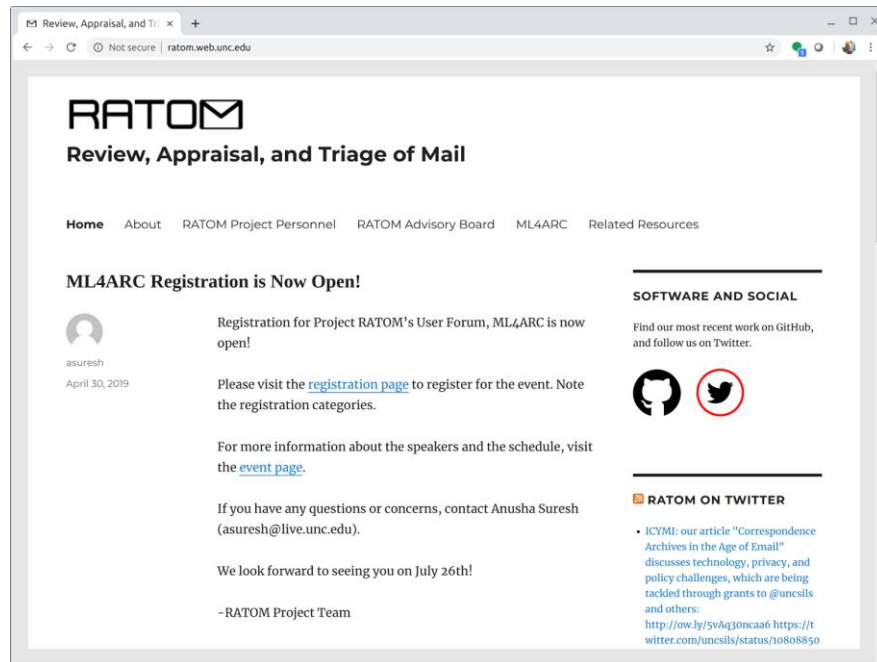 Review, Appraisal, and Tri
Not secure | ratom.web.unc.edu
RATOM
Review, Appraisal, and Triage of Mail
Home About RATOM Project Personnel RATOM Advisory Board ML4ARC Related Resources
ML4ARC Registration is Now Open!
asuresh
April 30, 2019
Registration for Project RATOM’s User Forum, ML4ARC is now
open!
Please visit the registration page to register for the event. Note
the registration categories.
For more information about the speakers and the schedule, visit
the event page.
If you have any questions or concerns, contact Anusha Suresh
(asuresh@live.unc.edu).
We look forward to seeing you on July 26th!
-RATOM Project Team
SOFTWARE AND SOCIAL
Find our most recent work on GitHub,
and follow us on Twitter.
RATOM ON TWITTER
• ICYMI: our article "Correspondence
Archives in the Age of Email"
discusses technology, privacy, and
policy challenges, which are being
tackled through grants to @uncsils
and others:
http://ow.ly/5vAq30ncaa6 https://t
witter.com/uncsils/status/10808850